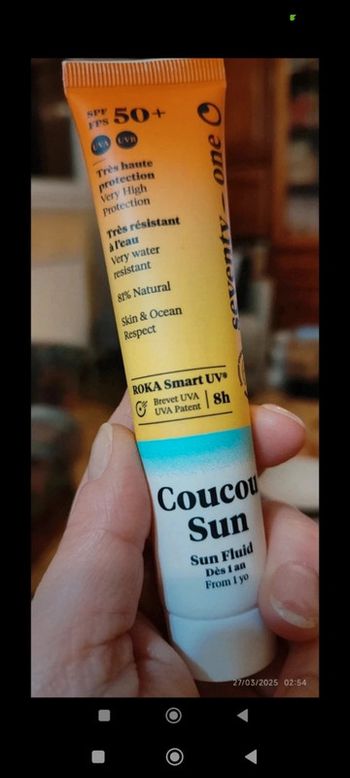 SPF
FPS 50+
UVA UVB
Très haute
protection
Very High
Protection
Très résistant
à l'eau
Very water
resistant
81% Natural
Skin & Ocean
Respect
seventy – one
ROKA Smart UV®
Brevet UVA
UVA Patent | 8h
Coucou
Sun
Sun Fluid
Dès 1 an
From 1 yo
27/03/2025 02:54